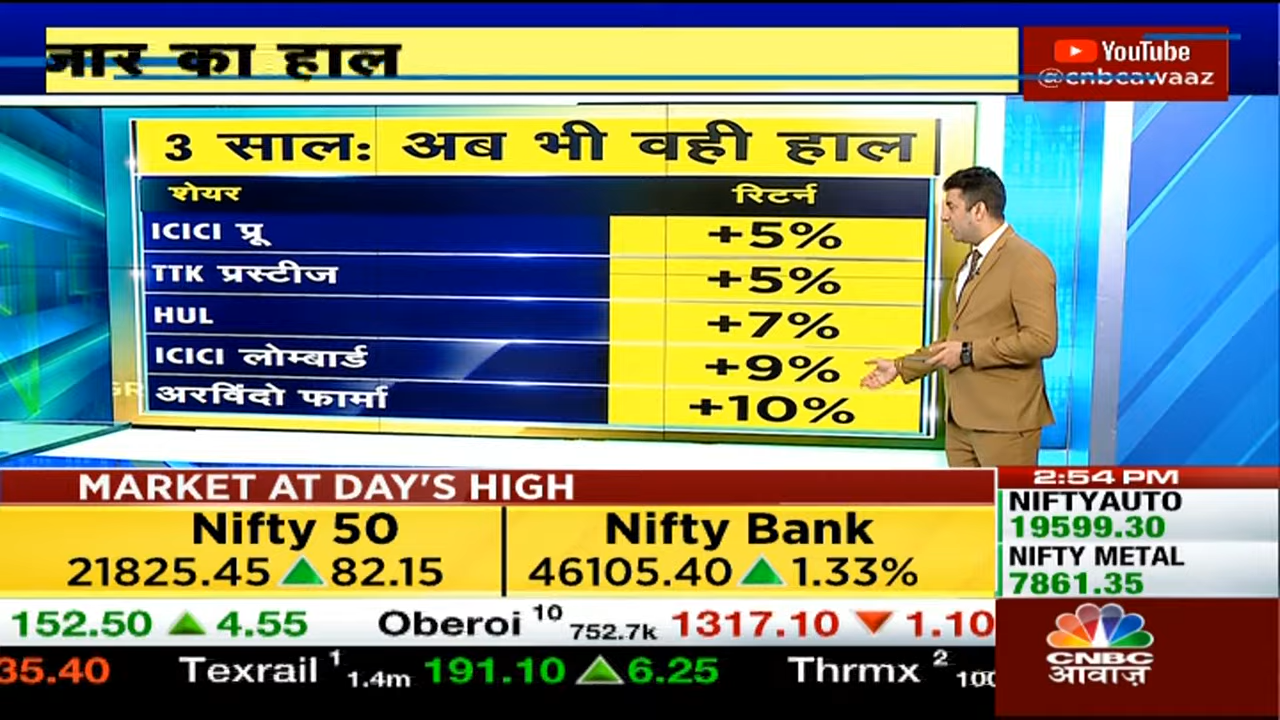 जार का हाल
YouTube
@cnbcawaaz
3 साल: अब भी वही हाल
शेयर रिटर्न
ICICI प्रू +5%
TTK प्रस्टीज +5%
HUL +7%
ICICI लोम्बार्ड +9%
अरविंदो फार्मा +10%
MARKET AT DAY'S HIGH
2:54 PM
Nifty 50
21825.45 ▲ 82.15
Nifty Bank
46105.40 ▲ 1.33%
NIFTYAUTO
19599.30
NIFTY METAL
7861.35
152.50 ▲ 4.55 Oberoi 10 752.7k 1317.10 ▼ 1.10
35.40 Texrail 1 1.4m 191.10 ▲ 6.25 Thrmx 2 100
CNBC
आवाज़